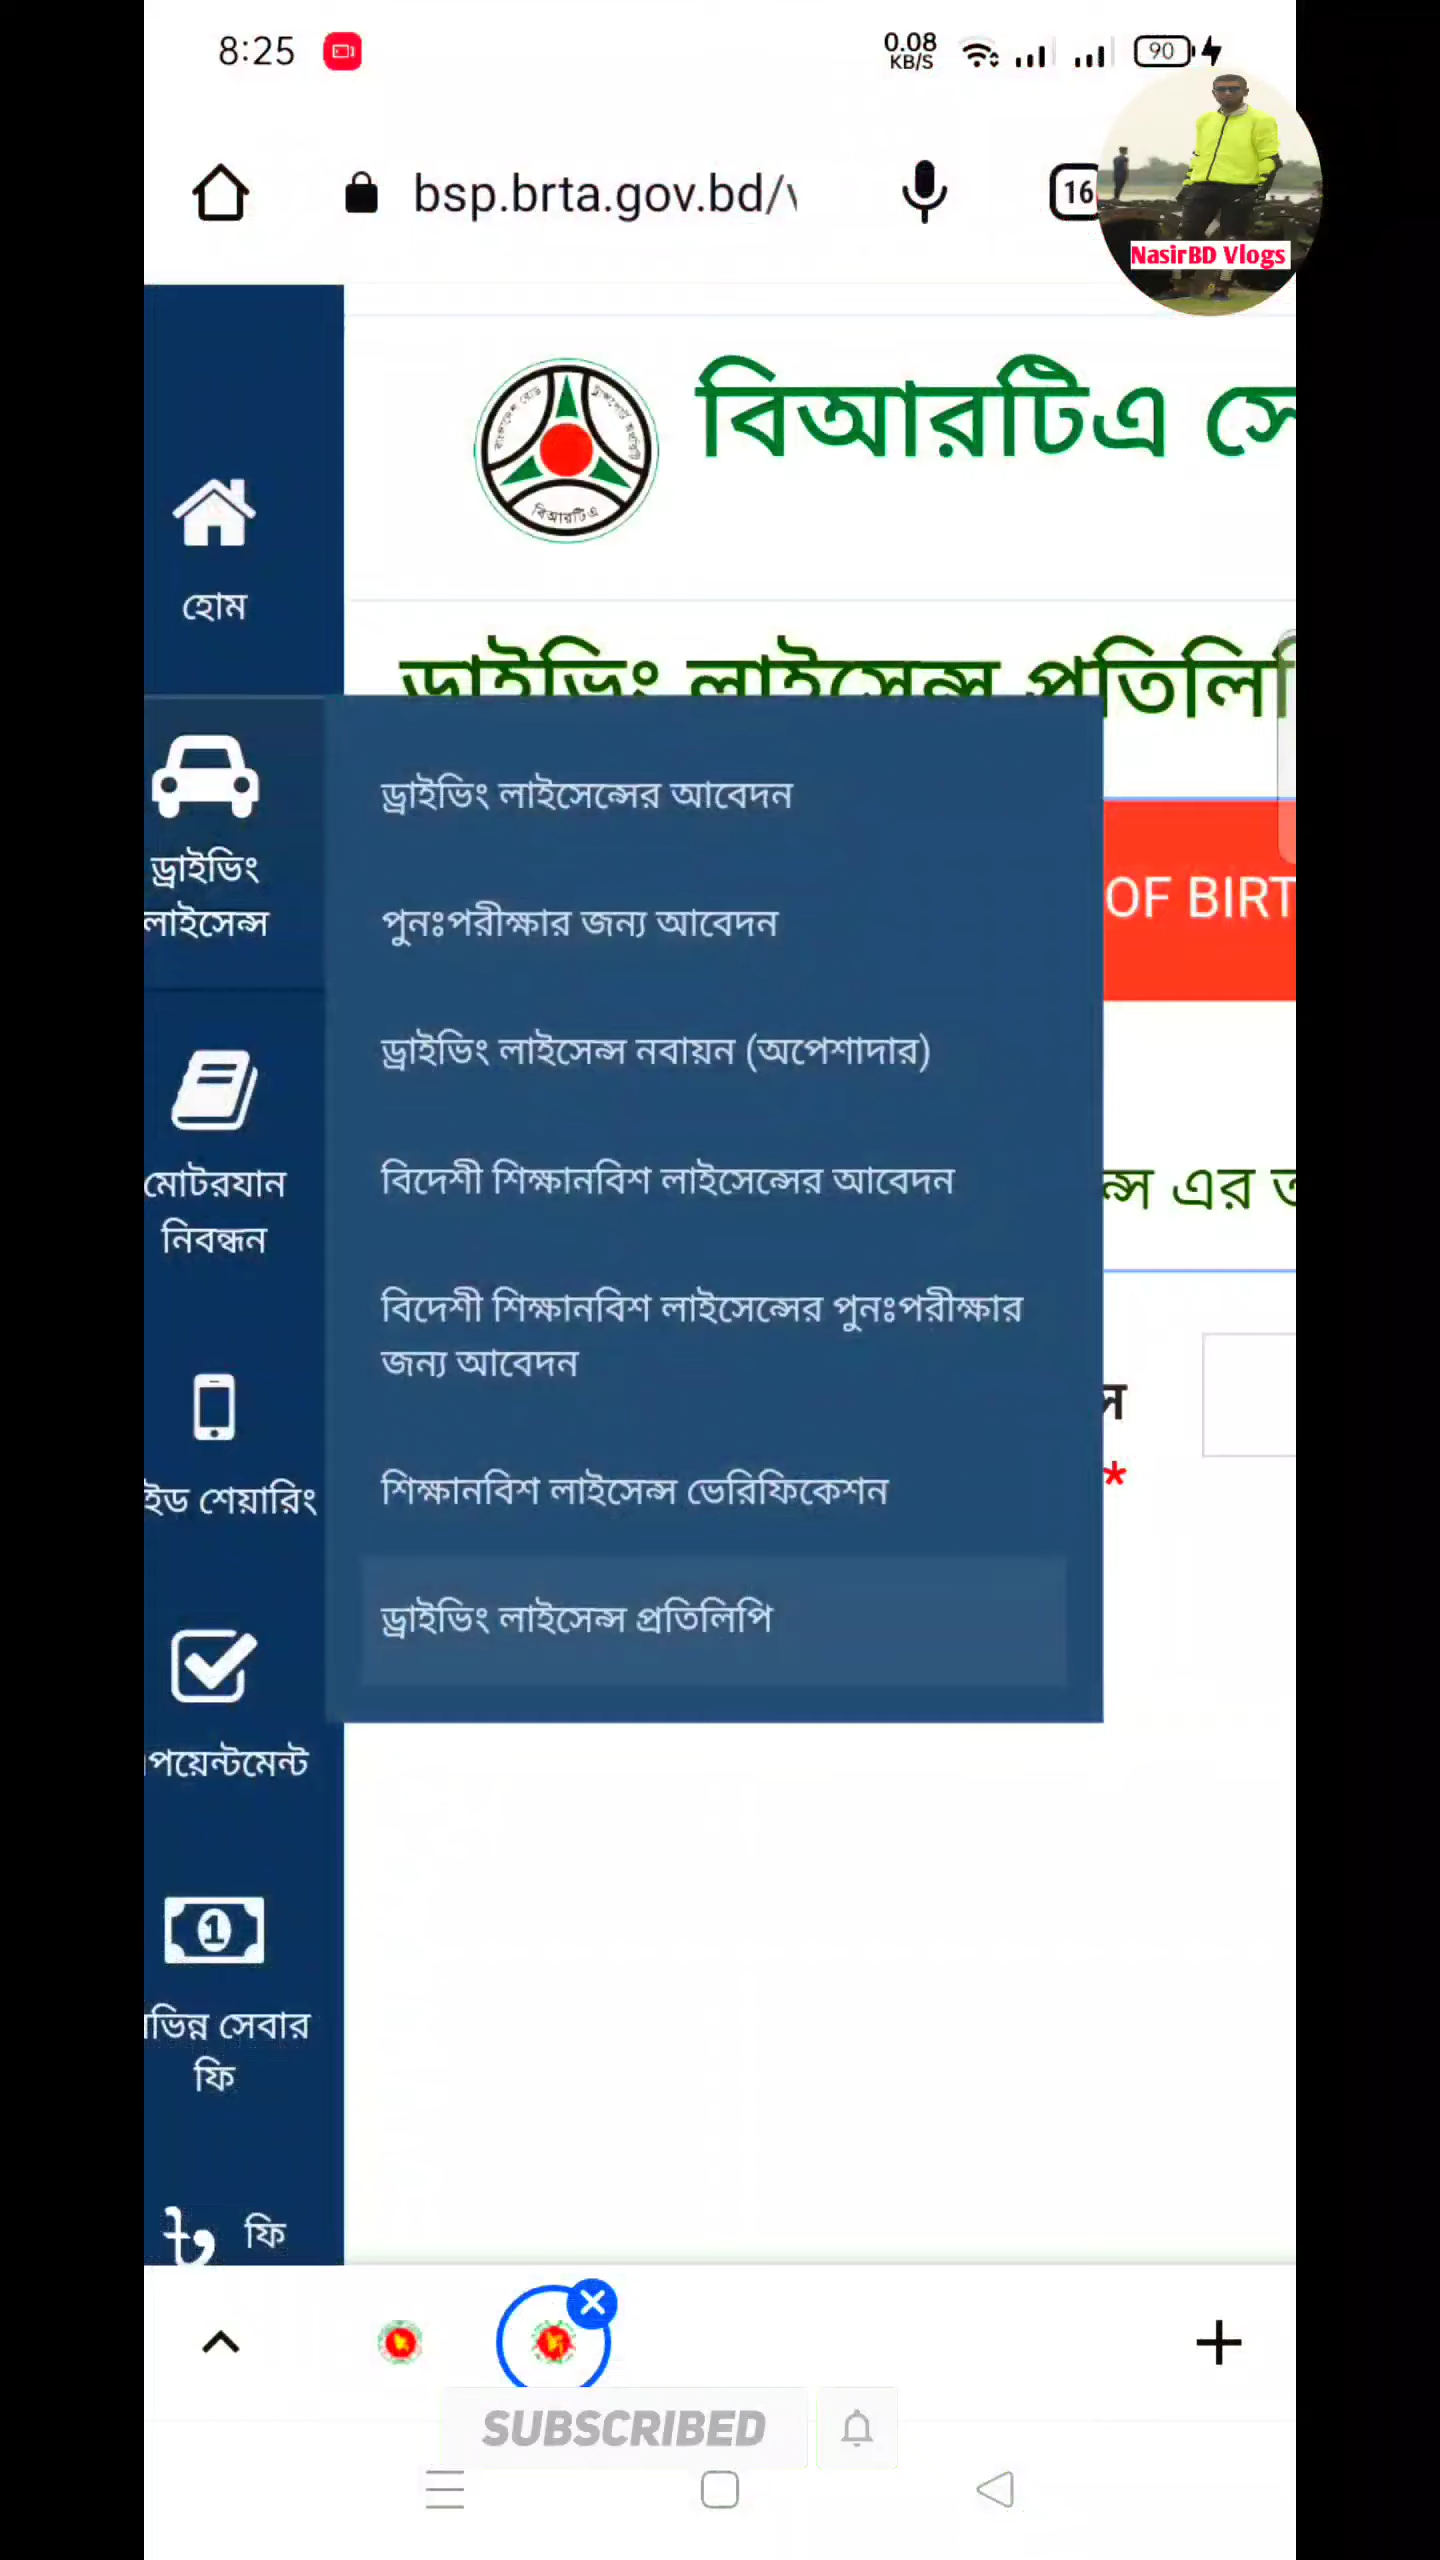 8:25
0.08
KB/S
90
bsp.brta.gov.bd/
16
NasirBD Vlogs
বিআরটিএ সে
বিআরটিএ
হোম
ড্রাইভিং লাইসেন্স প্রতিলিপি
ড্রাইভিং
লাইসেন্স
ড্রাইভিং লাইসেন্সের আবেদন
পুনঃপরীক্ষার জন্য আবেদন
ড্রাইভিং লাইসেন্স নবায়ন (অপেশাদার)
বিদেশী শিক্ষানবিশ লাইসেন্সের আবেদন
বিদেশী শিক্ষানবিশ লাইসেন্সের পুনঃপরীক্ষার
জন্য আবেদন
শিক্ষানবিশ লাইসেন্স ভেরিফিকেশন
ড্রাইভিং লাইসেন্স প্রতিলিপি
OF BIRT
ন্স এর ত
স
*
মোটরযান
নিবন্ধন
ইড শেয়ারিং
পয়েন্টমেন্ট
ভিন্ন সেবার
ফি
৳ ফি
SUBSCRIBED